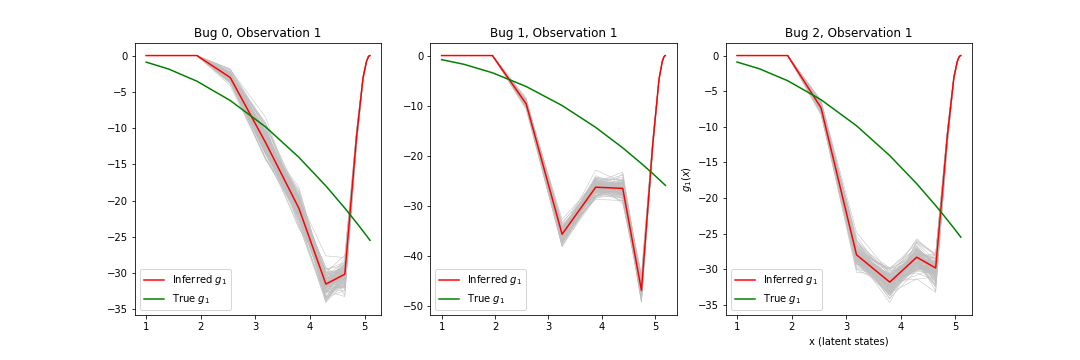 Bug 0, Observation 1
0
−5
−10
−15
−20
−25
−30
−35
1 2 3 4 5
Inferred g₁
True g₁
Bug 1, Observation 1
0
−10
−20
−30
−40
−50
1 2 3 4 5
Inferred g₁
True g₁
Bug 2, Observation 1
g₁(x)
0
−5
−10
−15
−20
−25
−30
−35
1 2 3 4 5
x (latent states)
Inferred g₁
True g₁